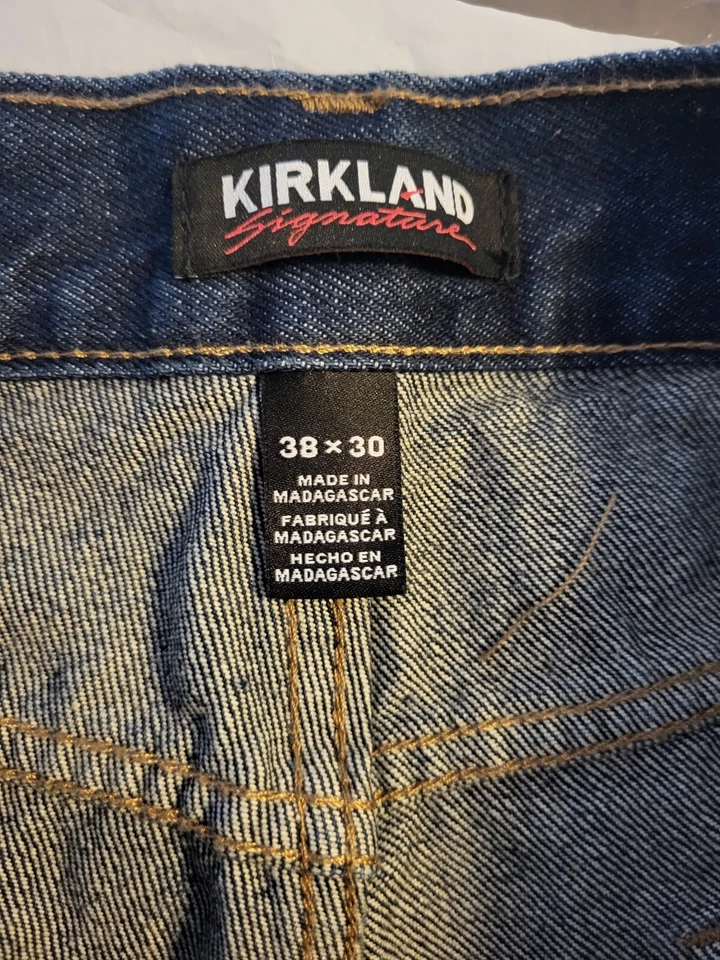 KIRKLAND
Signature
38 × 30
MADE IN
MADAGASCAR
FABRIQUÉ À
MADAGASCAR
HECHO EN
MADAGASCAR